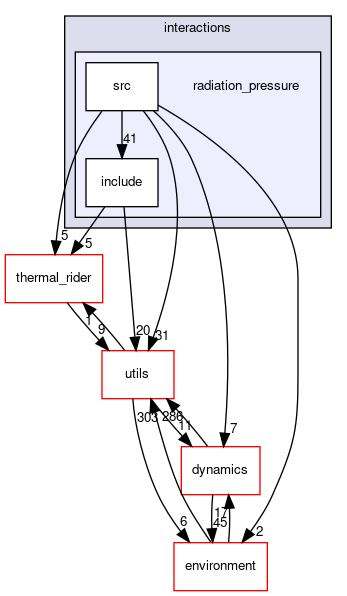 interactions
src
radiation_pressure
41
include
5
5
thermal_rider
1
9
20
31
utils
303
286
11
7
dynamics
17
6
45
2
environment